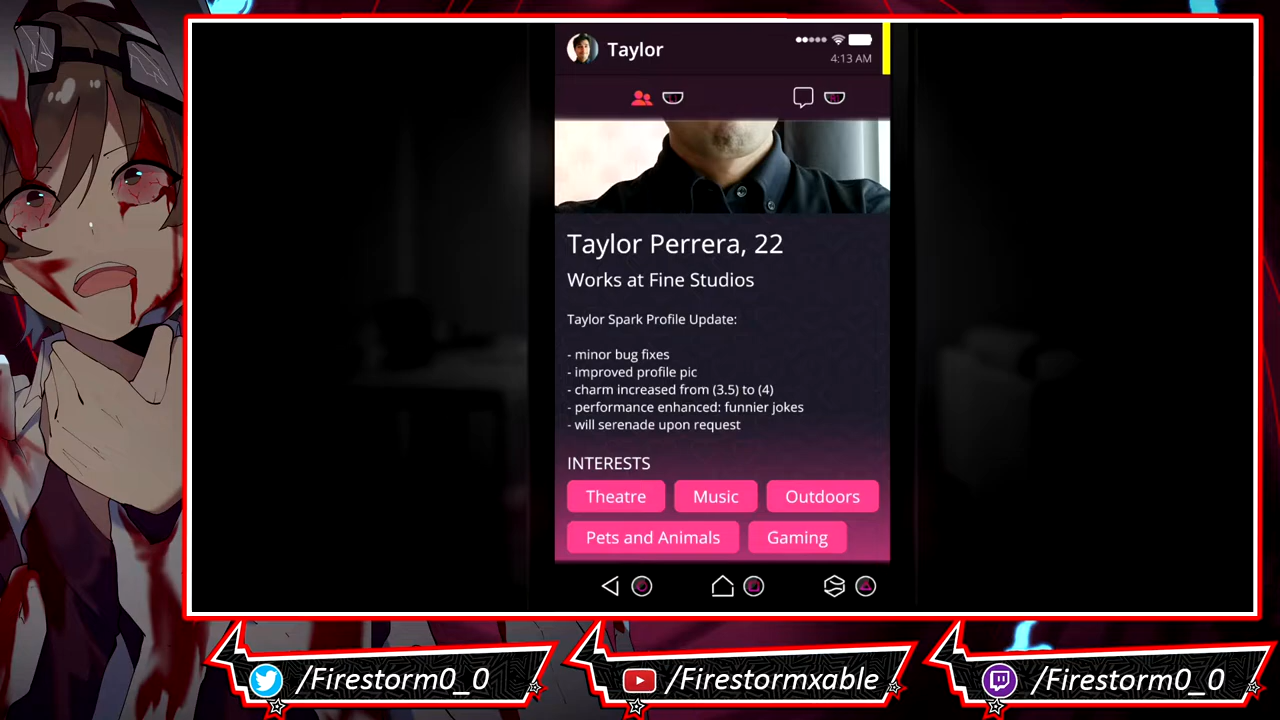 Taylor
4:13 AM
Taylor Perrera, 22
Works at Fine Studios
Taylor Spark Profile Update:
- minor bug fixes
- improved profile pic
- charm increased from (3.5) to (4)
- performance enhanced: funnier jokes
- will serenade upon request
INTERESTS
Theatre Music Outdoors
Pets and Animals Gaming
/Firestorm0_0 /Firestormxable /Firestorm0_0